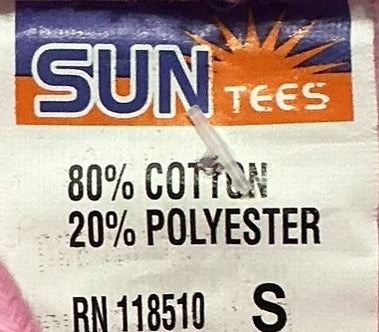 SUN TEES
80% COTTON
20% POLYESTER
RN 118510 S